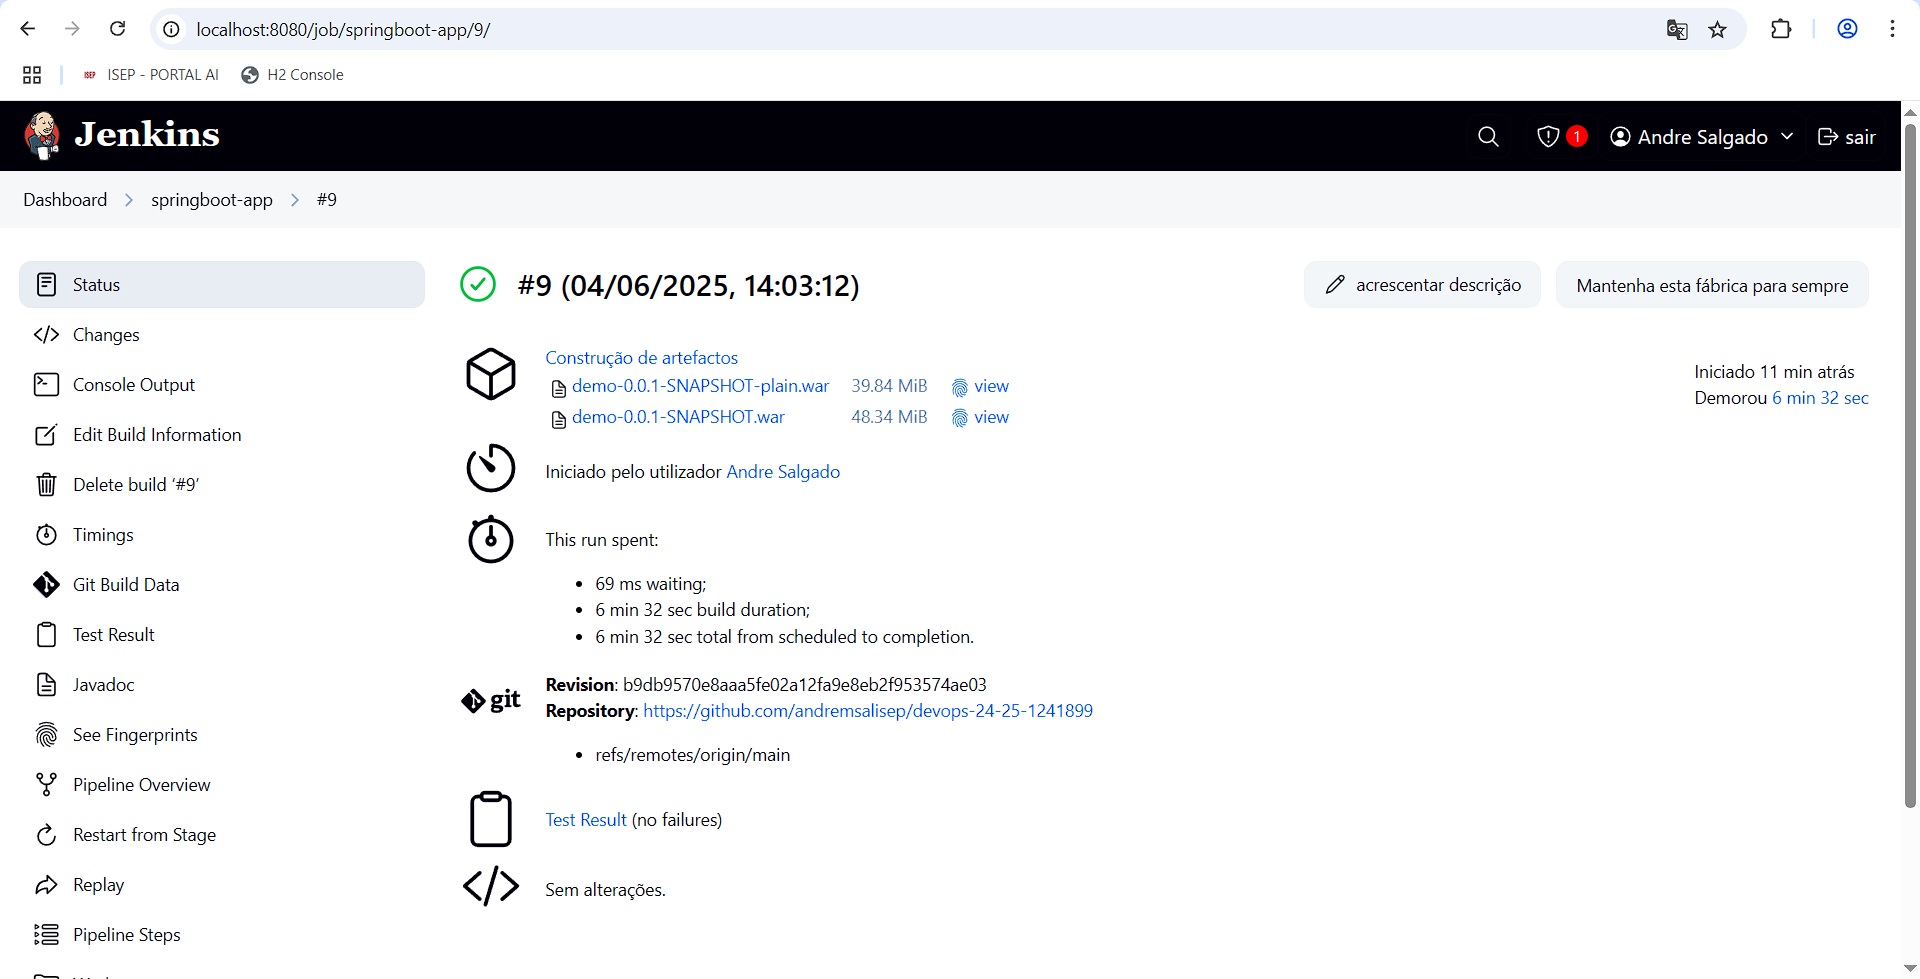 localhost:8080/job/springboot-app/9/
ISEP - PORTAL AI
H2 Console
Jenkins
1
Andre Salgado
sair
Dashboard
springboot-app
#9
Status
Changes
Console Output
Edit Build Information
Delete build ‘#9’
Timings
Git Build Data
Test Result
Javadoc
See Fingerprints
Pipeline Overview
Restart from Stage
Replay
Pipeline Steps
#9 (04/06/2025, 14:03:12)
acrescentar descrição
Mantenha esta fábrica para sempre
Construção de artefactos
demo-0.0.1-SNAPSHOT-plain.war 39.84 MiB view
demo-0.0.1-SNAPSHOT.war 48.34 MiB view
Iniciado 11 min atrás
Demorou 6 min 32 sec
Iniciado pelo utilizador Andre Salgado
This run spent:
• 69 ms waiting;
• 6 min 32 sec build duration;
• 6 min 32 sec total from scheduled to completion.
git
Revision: b9db9570e8aaa5fe02a12fa9e8eb2f953574ae03
Repository: https://github.com/andremsalisep/devops-24-25-1241899
• refs/remotes/origin/main
Test Result (no failures)
Sem alterações.